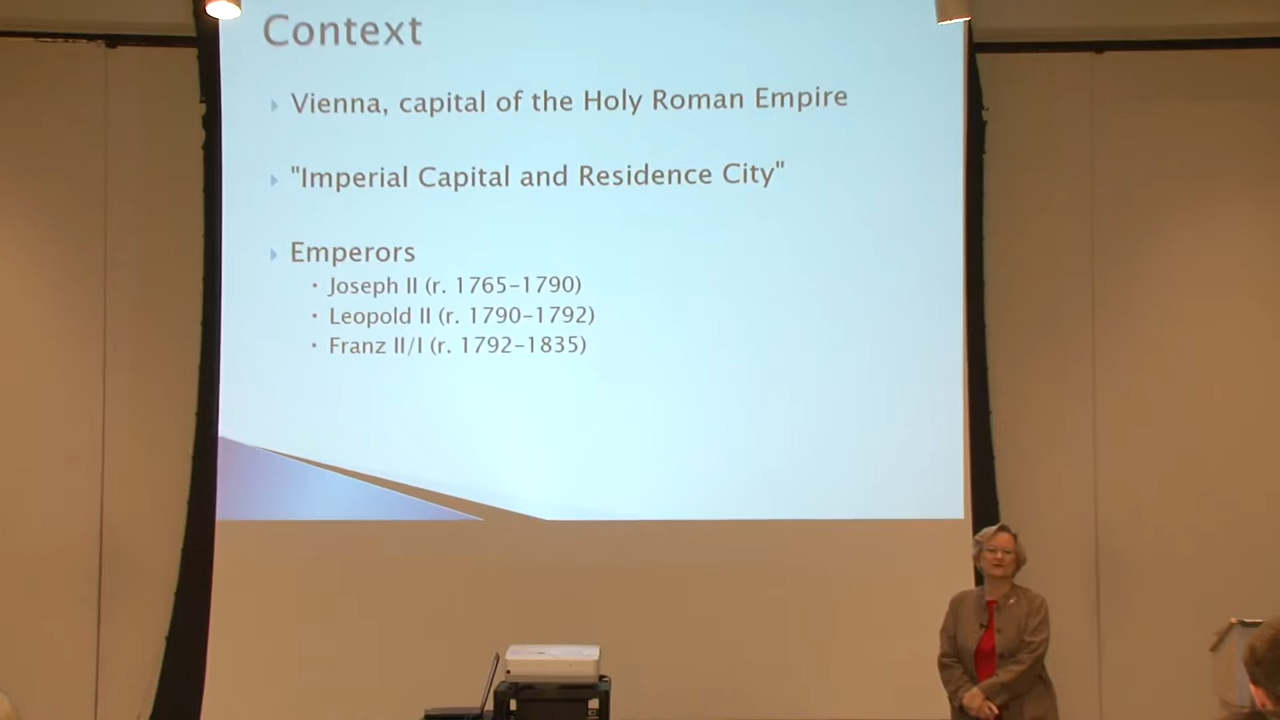 Context
Vienna, capital of the Holy Roman Empire
"Imperial Capital and Residence City"
Emperors
Joseph II (r. 1765–1790)
Leopold II (r. 1790–1792)
Franz II/I (r. 1792–1835)